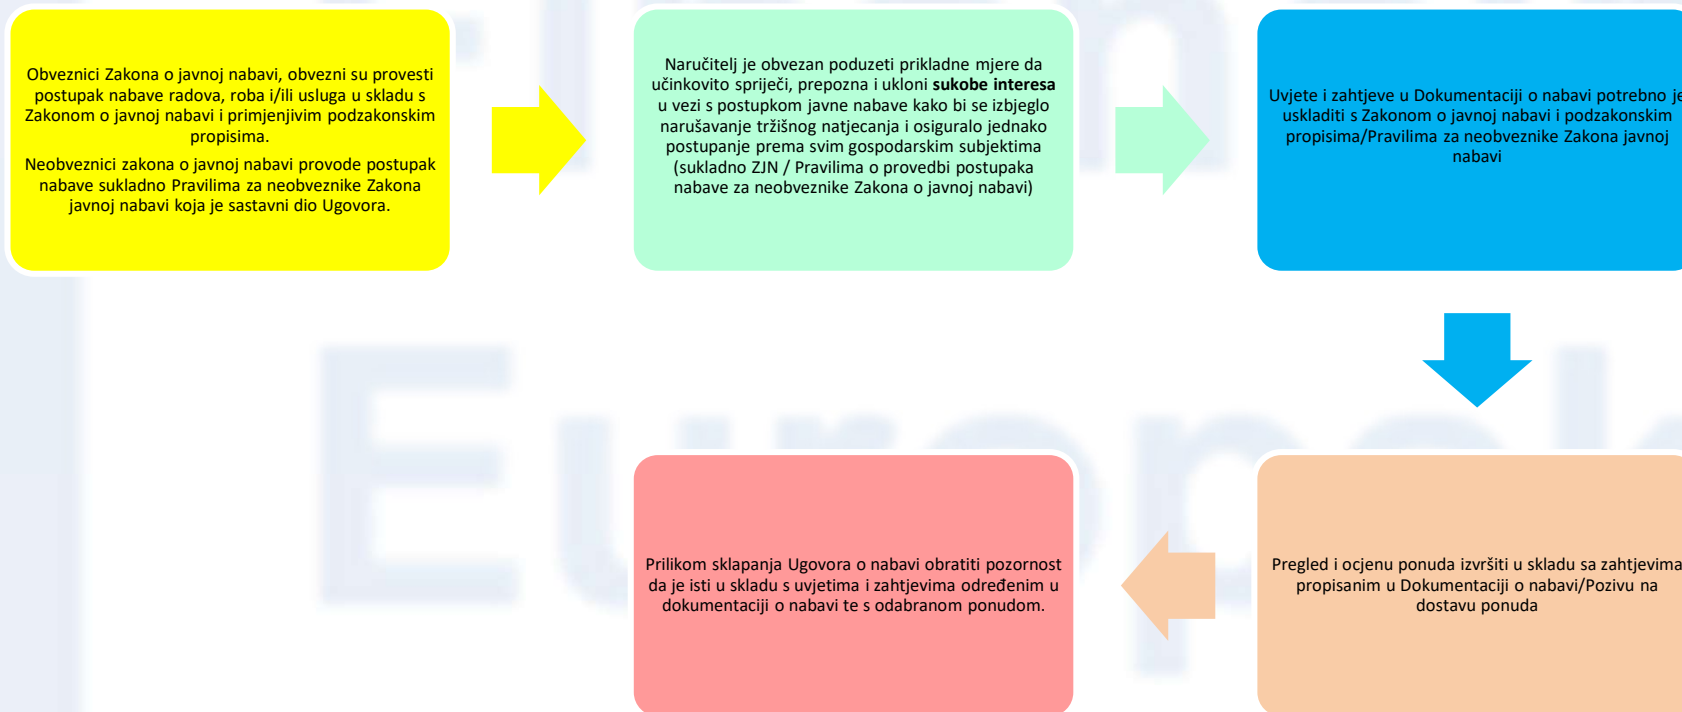 Obveznici Zakona o javnoj nabavi, obvezni su provesti
postupak nabave radova, roba i/ili usluga u skladu s
Zakonom o javnoj nabavi i primjenjivim podzakonskim
propisima.
Neobveznici zakona o javnoj nabavi provode postupak
nabave sukladno Pravilima za neobveznike Zakona
javnoj nabavi koja je sastavni dio Ugovora.
Naručitelj je obvezan poduzeti prikladne mjere da
učinkovito spriječi, prepozna i ukloni sukobe interesa
u vezi s postupkom javne nabave kako bi se izbjeglo
narušavanje tržišnog natjecanja i osiguralo jednako
postupanje prema svim gospodarskim subjektima
(sukladno ZJN / Pravilima o provedbi postupaka
nabave za neobveznike Zakona o javnoj nabavi)
Uvjete i zahtjeve u Dokumentaciji o nabavi potrebno je
uskladiti s Zakonom o javnoj nabavi i podzakonskim
propisima/Pravilima za neobveznike Zakona javnoj
nabavi
Pregled i ocjenu ponuda izvršiti u skladu sa zahtjevima
propisanim u Dokumentaciji o nabavi/Pozivu na
dostavu ponuda
Prilikom sklapanja Ugovora o nabavi obratiti pozornost
da je isti u skladu s uvjetima i zahtjevima određenim u
dokumentaciji o nabavi te s odabranom ponudom.